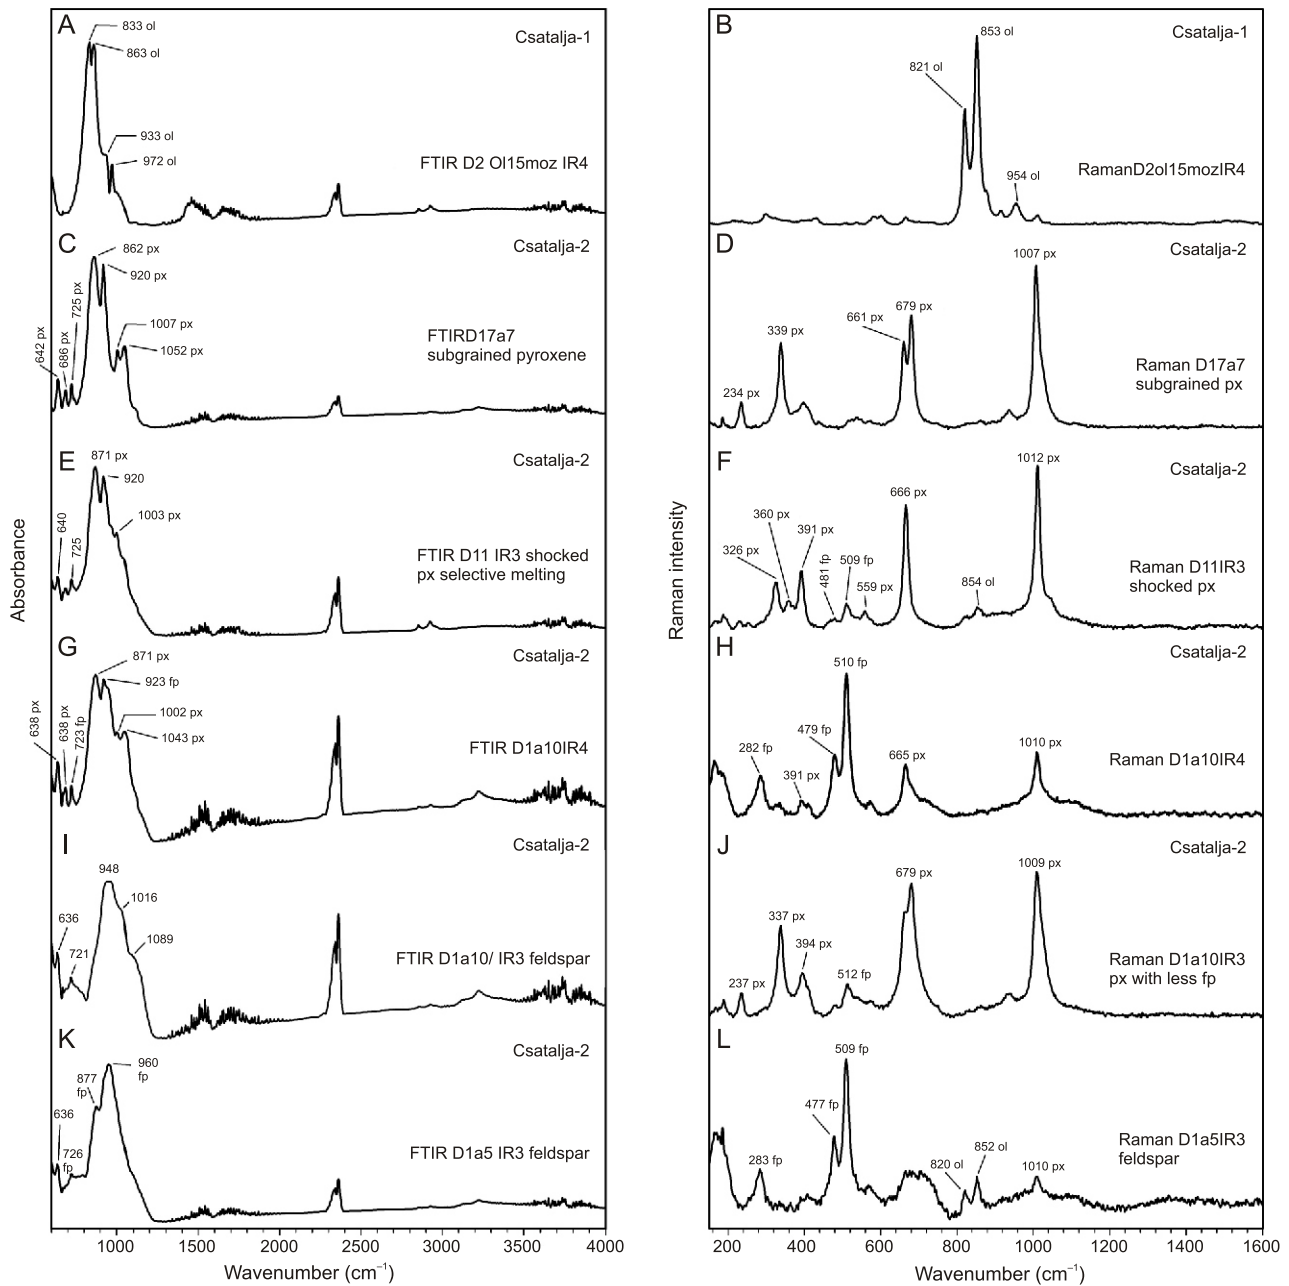 A
833 ol
863 ol
Csatalja-1
933 ol
972 ol
FTIR D2 Ol15moz IR4
B
853 ol
Csatalja-1
821 ol
954 ol
RamanD2ol15mozIR4
C
862 px
Csatalja-2
920 px
725 px
686 px
642 px
1007 px
1052 px
FTIRD17a7
subgrained pyroxene
D
1007 px
Csatalja-2
679 px
661 px
339 px
234 px
Raman D17a7
subgrained px
E
871 px
Csatalja-2
920
1003 px
640
725
FTIR D11 IR3 shocked
px selective melting
F
1012 px
Csatalja-2
666 px
360 px
391 px
326 px
481 fp
509 fp
559 px
854 ol
Raman D11IR3
shocked px
G
871 px
Csatalja-2
923 fp
638 px
638 px
723 fp
1002 px
1043 px
FTIR D1a10IR4
H
510 fp
Csatalja-2
479 fp
282 fp
391 px
665 px
1010 px
Raman D1a10IR4
I
948
Csatalja-2
1016
636
721
1089
FTIR D1a10/ IR3 feldspar
J
679 px
1009 px
Csatalja-2
337 px
394 px
237 px
512 fp
Raman D1a10IR3
px with less fp
K
960
fp
Csatalja-2
877
fp
636
726
fp
FTIR D1a5 IR3 feldspar
L
509 fp
477 fp
283 fp
820 ol
852 ol
1010 px
Raman D1a5IR3
feldspar
Absorbance
Raman intensity
1000 1500 2000 2500 3000 3500 4000
Wavenumber (cm⁻¹)
200 400 600 800 1000 1200 1400 1600
Wavenumber (cm⁻¹)